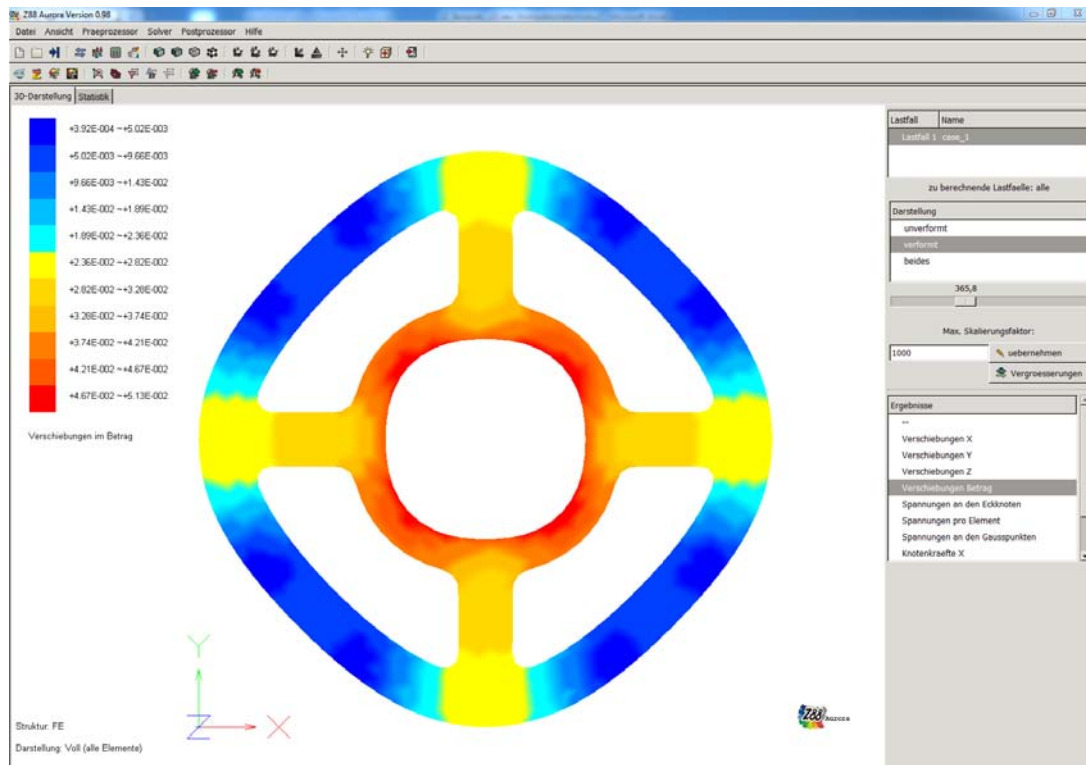 Z88 Aurora Version 0.98
Datei Ansicht Praeprozessor Solver Postprozessor Hilfe
3D-Darstellung Statistik
+3.92E-004 ~+5.02E-003
+5.02E-003 ~+9.66E-003
+9.66E-003 ~+1.43E-002
+1.43E-002 ~+1.89E-002
+1.89E-002 ~+2.36E-002
+2.36E-002 ~+2.82E-002
+2.82E-002 ~+3.28E-002
+3.28E-002 ~+3.74E-002
+3.74E-002 ~+4.21E-002
+4.21E-002 ~+4.67E-002
+4.67E-002 ~+5.13E-002
Verschiebungen im Betrag
Y
Z
X
Struktur: FE
Darstellung: Voll (alle Elemente)
Z88 Aurora
Lastfall Name
Lastfall 1 case_1
zu berechnende Lastfaelle: alle
Darstellung
unverformt
verformt
beides
365,8
Max. Skalierungsfaktor:
1000 uebernehmen
Vergroesserungen
Ergebnisse
--
Verschiebungen X
Verschiebungen Y
Verschiebungen Z
Verschiebungen Betrag
Spannungen an den Eckknoten
Spannungen pro Element
Spannungen an den Gausspunkten
Knotenkraefte X